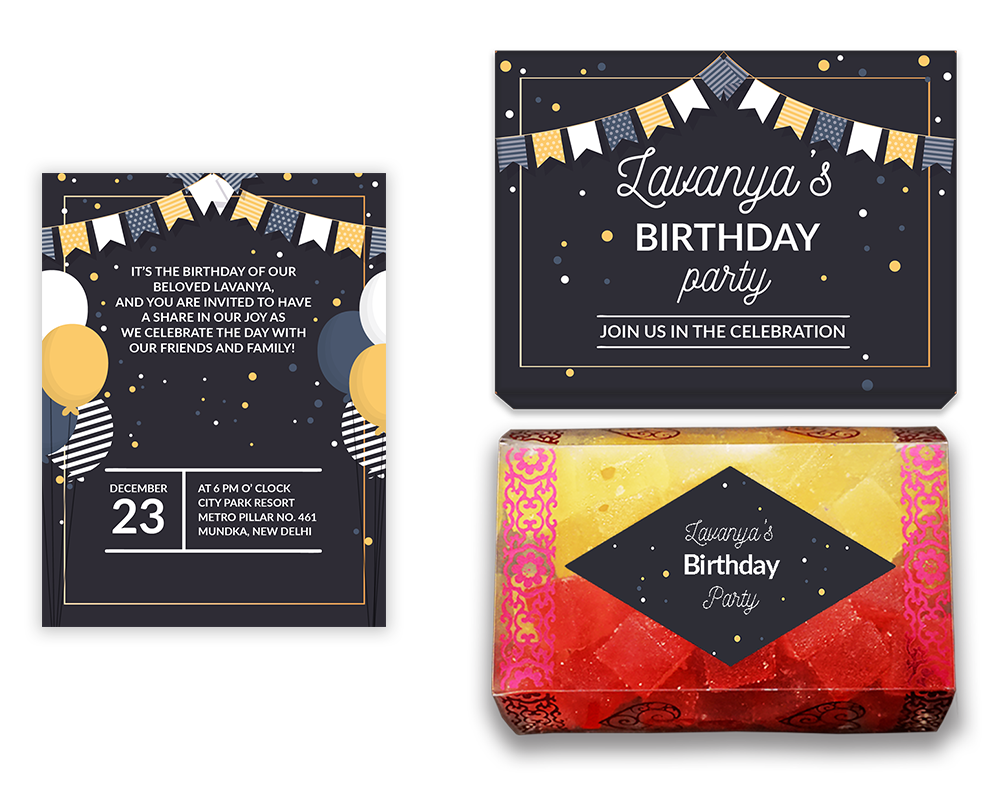 IT'S THE BIRTHDAY OF OUR
BELOVED LAVANYA,
AND YOU ARE INVITED TO HAVE
A SHARE IN OUR JOY AS
WE CELEBRATE THE DAY WITH
OUR FRIENDS AND FAMILY!
DECEMBER
23
AT 6 PM O' CLOCK
CITY PARK RESORT
METRO PILLAR NO. 461
MUNDKA, NEW DELHI
Lavanya's
BIRTHDAY
party
JOIN US IN THE CELEBRATION
Lavanya's
Birthday
Party